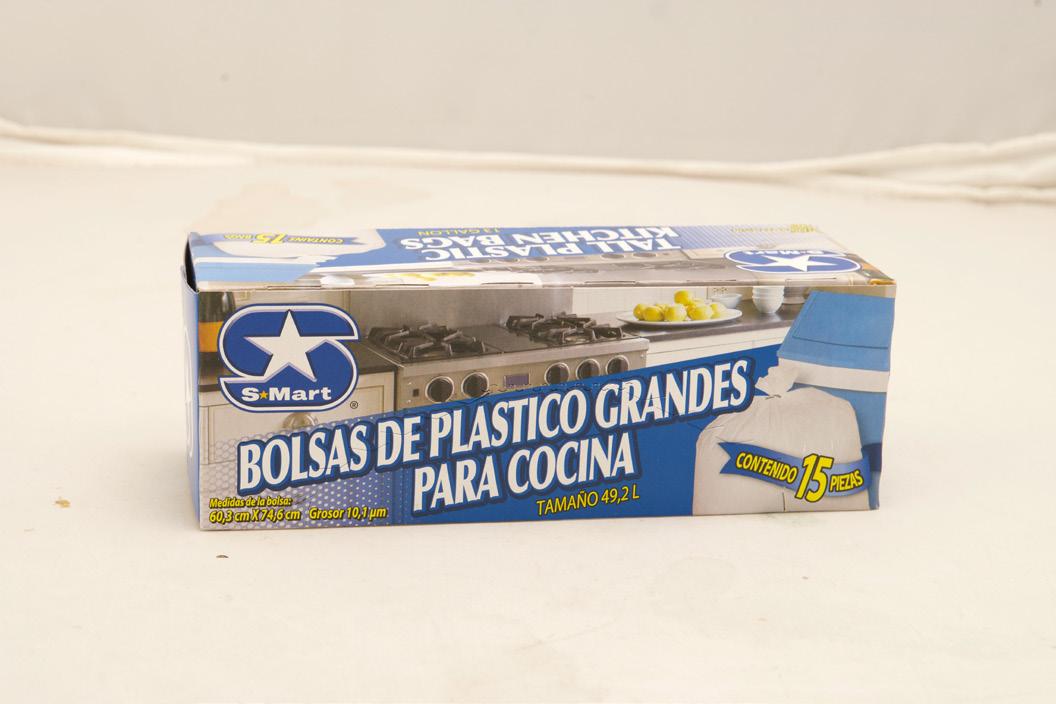 TALL PLASTIC
KITCHEN BAGS
13 GALLON
CONTAINS 15 BAGS
S-Mart
S★Mart
®
BOLSAS DE PLASTICO GRANDES
PARA COCINA
TAMAÑO 49,2 L
CONTENIDO 15 PIEZAS
Medidas de la bolsa:
60,3 cm X 74,6 cm Grosor 10,1 µm